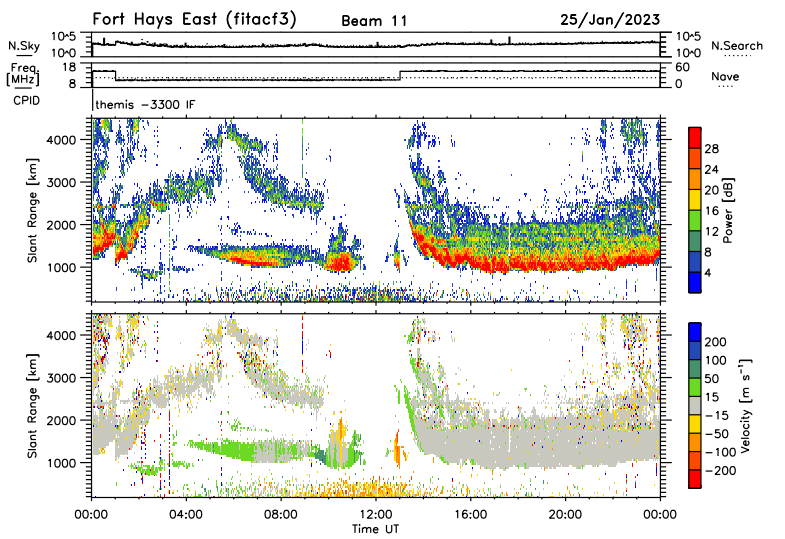 Fort Hays East (fitacf3) Beam 11 25/Jan/2023
N.Sky 10^5 10^0 10^5 10^0 N.Search
Freq. [MHz] 18 8 60 0 Nave
CPID themis -3300 IF
Slant Range [km]
4000
3000
2000
1000
Power [dB]
28
24
20
16
12
8
4
Slant Range [km]
4000
3000
2000
1000
Velocity [m s⁻¹]
200
100
50
15
-15
-50
-100
-200
00:00 04:00 08:00 12:00 16:00 20:00 00:00
Time UT